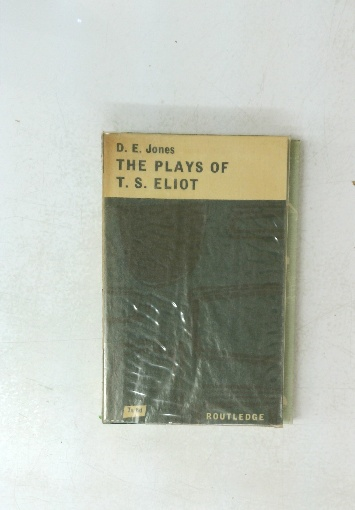 D. E. Jones
THE PLAYS OF
T. S. ELIOT
ROUTLEDGE